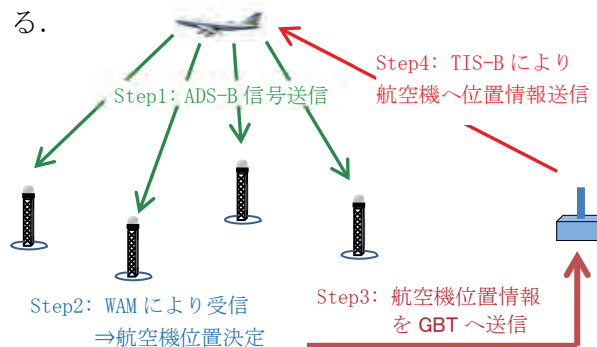 る．
Step4: TIS-B により
航空機へ位置情報送信
Step1: ADS-B 信号送信
Step2: WAM により受信
⇒航空機位置決定
Step3: 航空機位置情報
を GBT へ送信